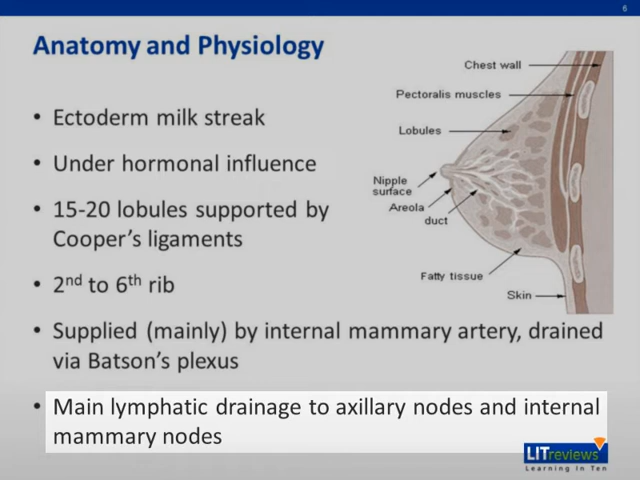 6
Anatomy and Physiology
• Ectoderm milk streak
• Under hormonal influence
• 15-20 lobules supported by
Cooper's ligaments
• 2nd to 6th rib
• Supplied (mainly) by internal mammary artery, drained
via Batson's plexus
• Main lymphatic drainage to axillary nodes and internal
mammary nodes
Chest wall
Pectoralis muscles
Lobules
Nipple
surface
Areola
duct
Fatty tissue
Skin
LITreviews
Learning In Ten